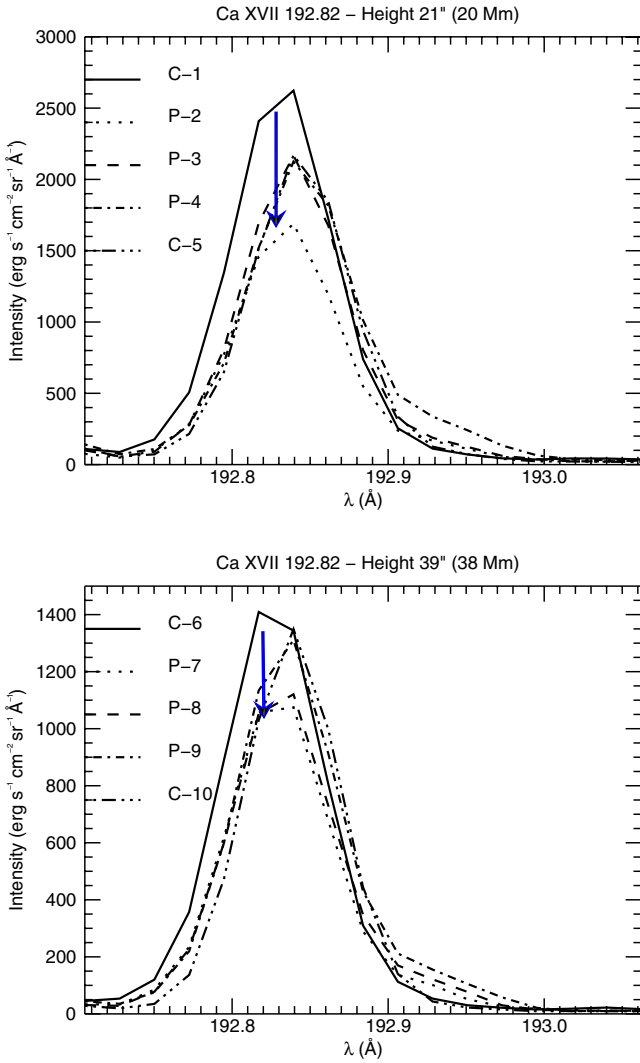 Ca XVII 192.82 − Height 21" (20 Mm)
3000
2500
2000
1500
1000
500
0
Intensity (erg s⁻¹ cm⁻² sr⁻¹ Å⁻¹)
C−1
P−2
P−3
P−4
C−5
192.8
192.9
193.0
λ (Å)
Ca XVII 192.82 − Height 39" (38 Mm)
1400
1200
1000
800
600
400
200
0
Intensity (erg s⁻¹ cm⁻² sr⁻¹ Å⁻¹)
C−6
P−7
P−8
P−9
C−10
192.8
192.9
193.0
λ (Å)